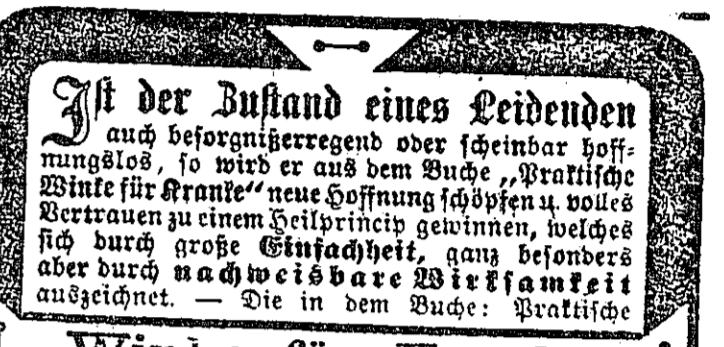 Ist der Zustand eines Leidenden
auch besorgnißerregend oder scheinbar hoff-
nungslos, so wird er aus dem Buche „Praktische
Winke für Kranke“ neue Hoffnung schöpfen u. volles
Vertrauen zu einem Heilprincip gewinnen, welches
sich durch große Einfachheit, ganz besonders
aber durch nachweisbare Wirksamkeit
auszeichnet. — Die in dem Buche: Praktische